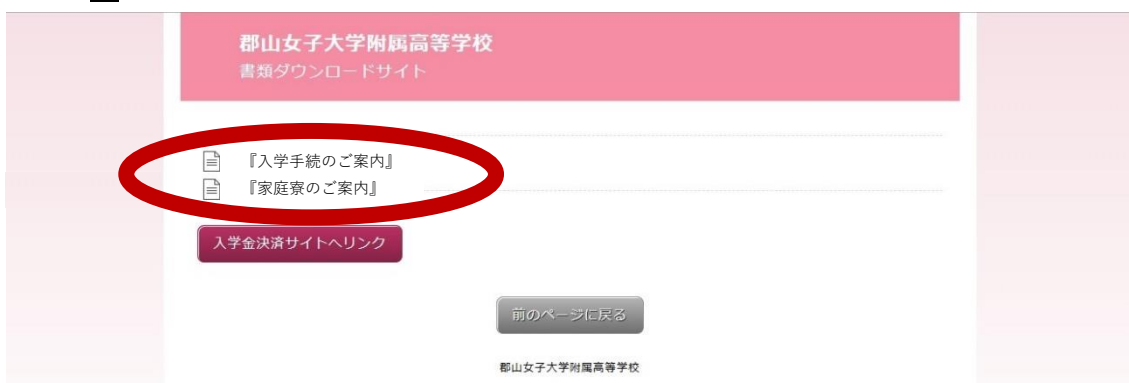 郡山女子大学附属高等学校
書類ダウンロードサイト
『入学手続のご案内』
『家庭寮のご案内』
入学金決済サイトへリンク
前のページに戻る
郡山女子大学附属高等学校